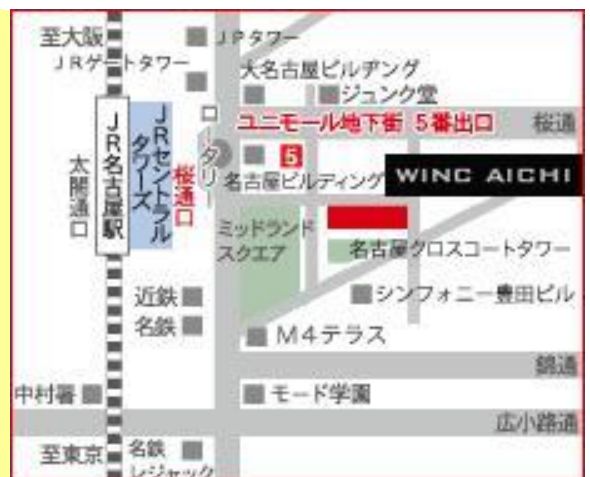 至大阪
JPタワー
JRゲートタワー
大名古屋ビルヂング
ジュンク堂
ユニモール地下街 5番出口
桜通
JR名古屋駅
JRセントラルタワーズ
ロータリー
太閤通口
桜通口
5
名古屋ビルディング
WINC AICHI
ミッドランド
スクエア
名古屋クロスコートタワー
近鉄
シンフォニー豊田ビル
名鉄
M4テラス
錦通
中村署
モード学園
広小路通
至東京
名鉄
レジャック